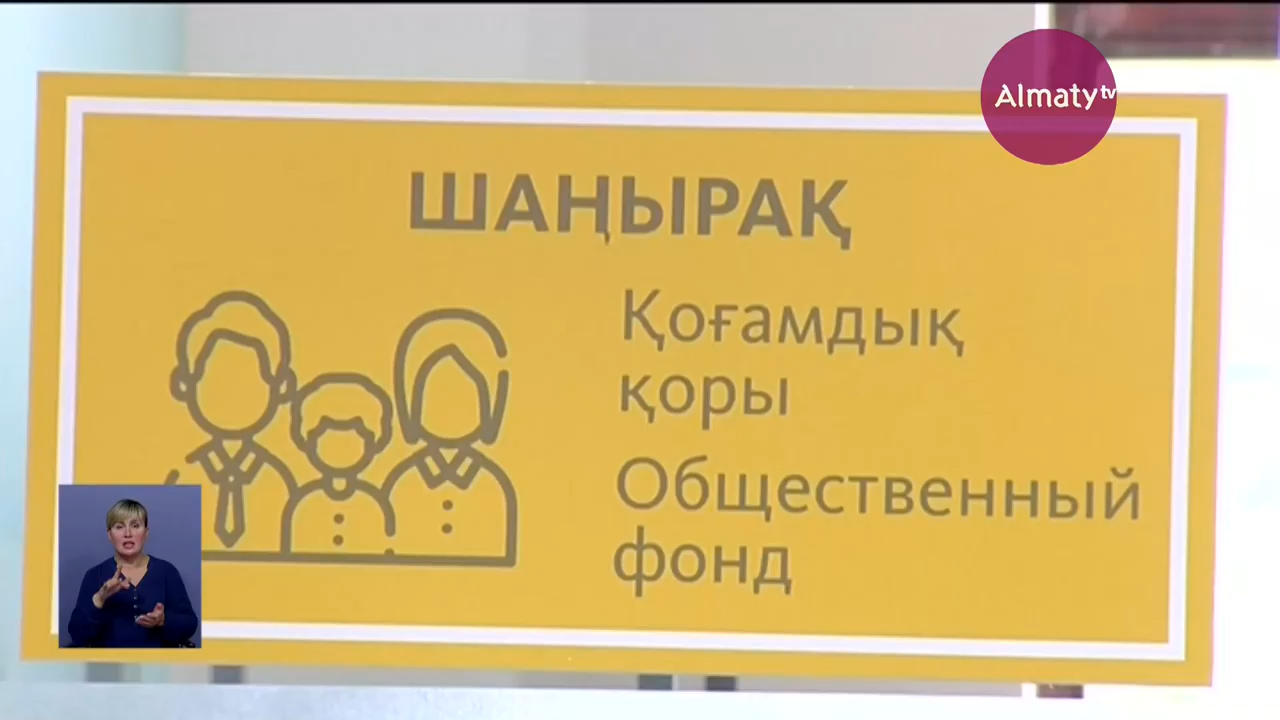 Almaty tv
ШАҢЫРАҚ
Қоғамдық
қоры
Общественный
фонд